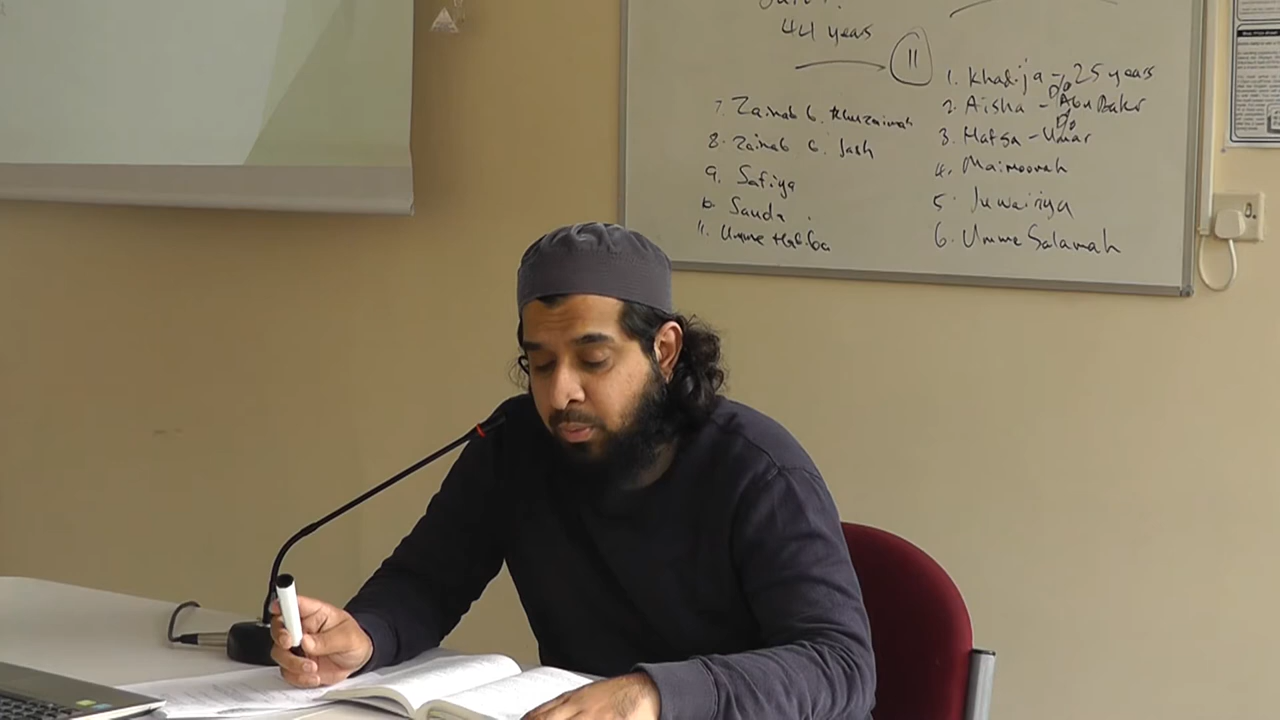 44 years
11
1. Khadija - 25 years
2. Aisha - D/o Abu Bakr
3. Hafsa - D/o Umar
4. Maimoonah
5. Juwairiya
6. Umme Salamah
7. Zainab b. Khuzaimah
8. Zainab b. Jash
9. Safiya
10. Sauda
11. Umme Habiba